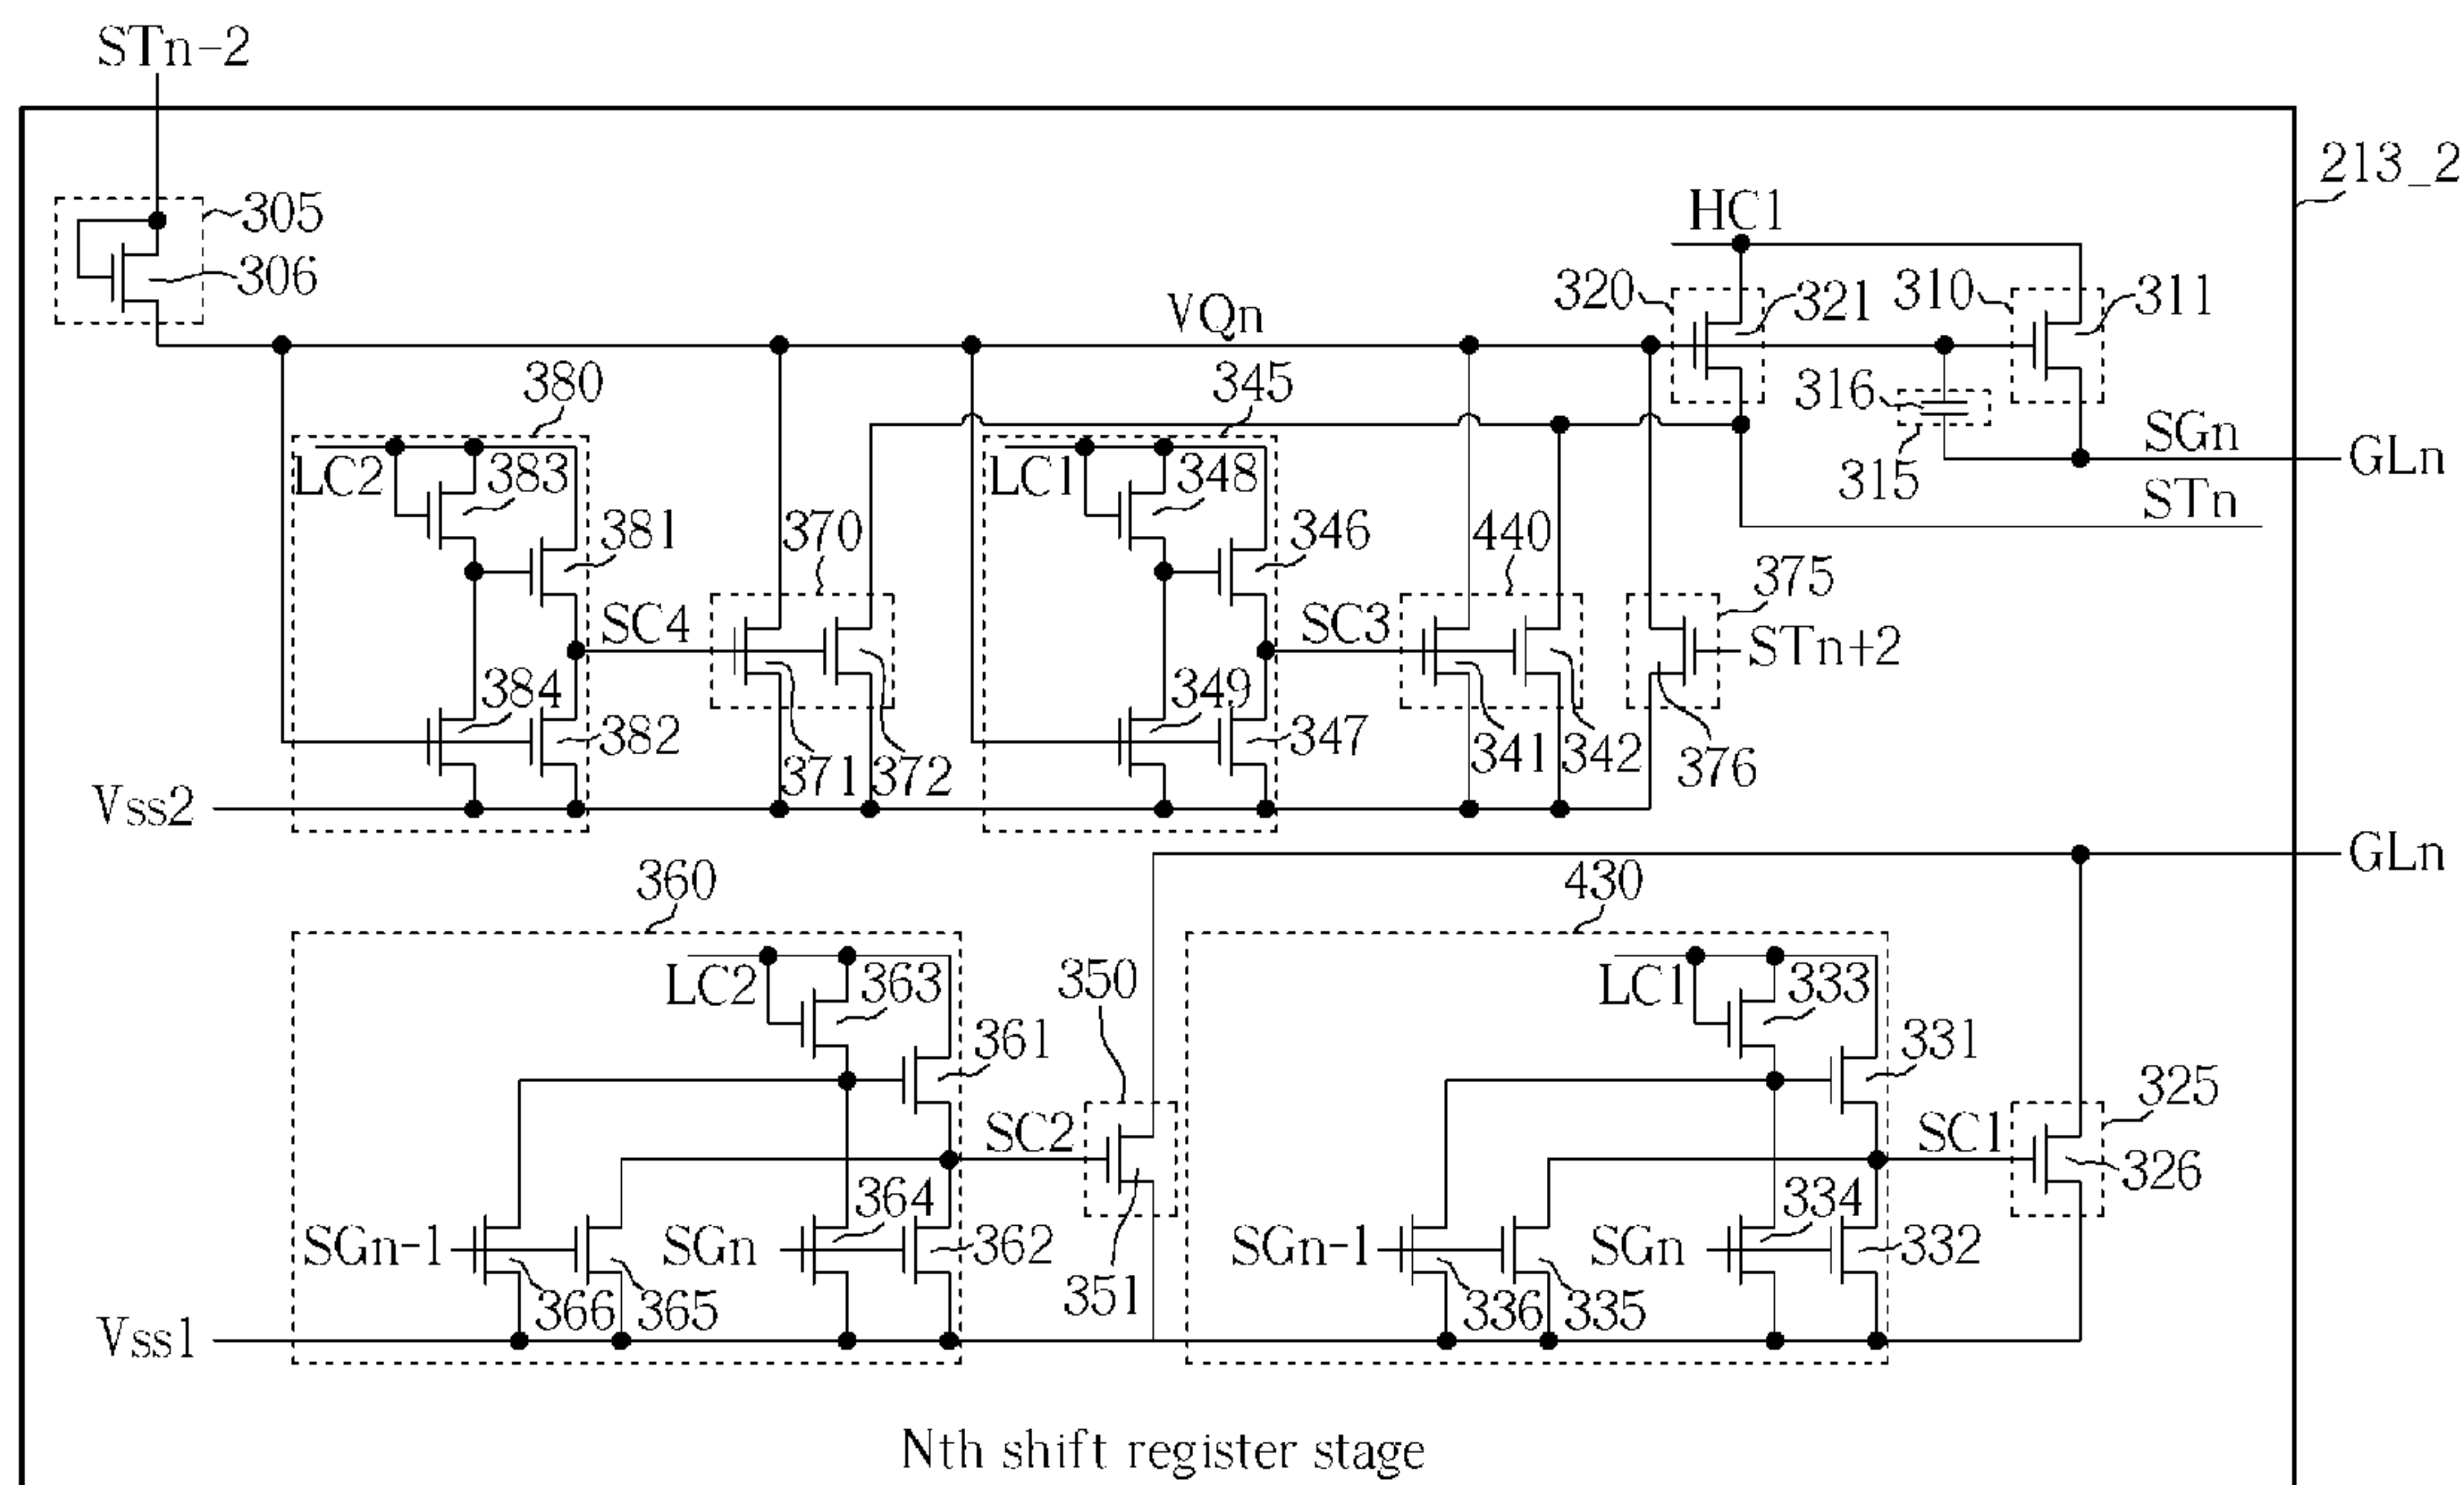 STn-2
213_2
305
306
HC1
320
321
310
311
VQn
380
345
316
315
SGn
GLn
STn
LC2
383
381
370
LC1
348
346
440
375
SC4
SC3
STn+2
384
382
371
372
349
347
341
342
376
Vss2
GLn
360
430
LC2
363
361
350
LC1
333
331
325
SC2
SC1
326
SGn-1
SGn
364
362
351
SGn-1
SGn
334
332
366
365
336
335
Vss1
Nth shift register stage